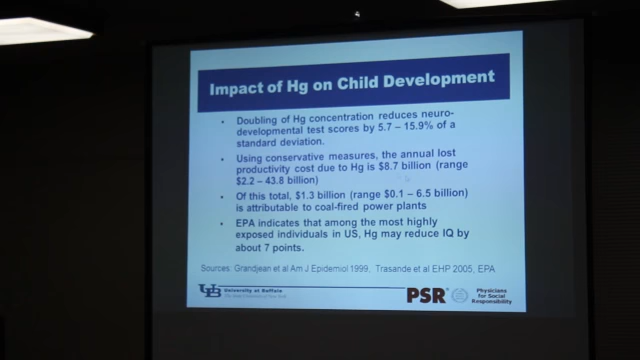 Impact of Hg on Child Development
• Doubling of Hg concentration reduces neuro-
developmental test scores by 5.7 – 15.9% of a
standard deviation.
• Using conservative measures, the annual lost
productivity cost due to Hg is $8.7 billion (range
$2.2 – 43.8 billion)
• Of this total, $1.3 billion (range $0.1 – 6.5 billion)
is attributable to coal-fired power plants
• EPA indicates that among the most highly
exposed individuals in US, Hg may reduce IQ by
about 7 points.
Sources: Grandjean et al Am J Epidemiol 1999, Trasande et al EHP 2005, EPA
UB University at Buffalo
PSR
Physicians
for Social
Responsibility